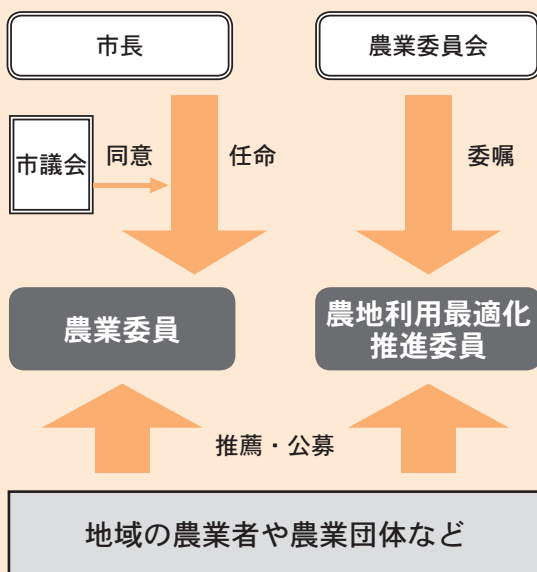 市長
農業委員会
市議会
同意
任命
委嘱
農業委員
農地利用最適化
推進委員
推薦・公募
地域の農業者や農業団体など